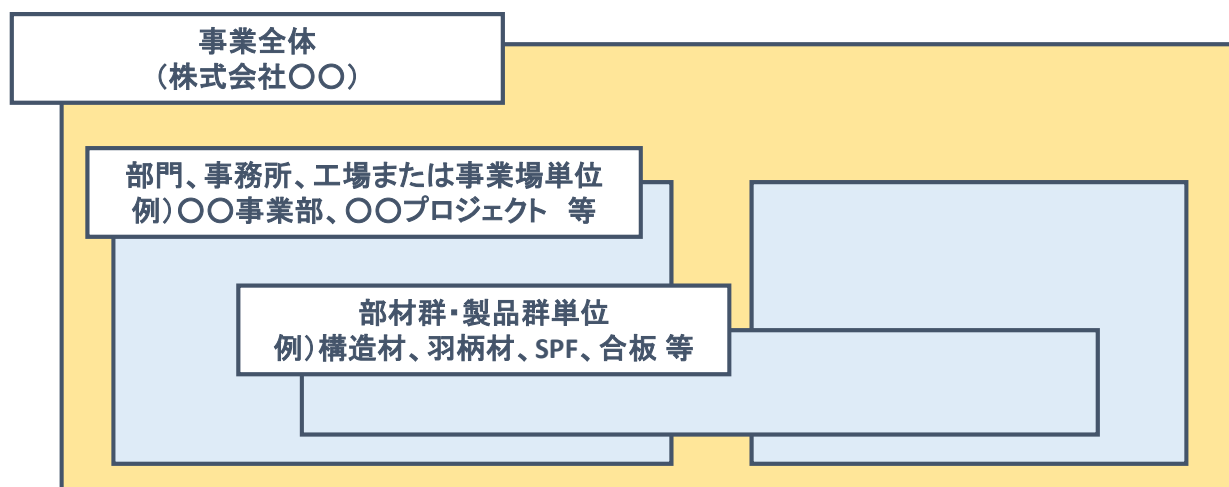 事業全体
（株式会社〇〇）
部門、事務所、工場または事業場単位
例）〇〇事業部、〇〇プロジェクト　等
部材群・製品群単位
例）構造材、羽柄材、SPF、合板 等